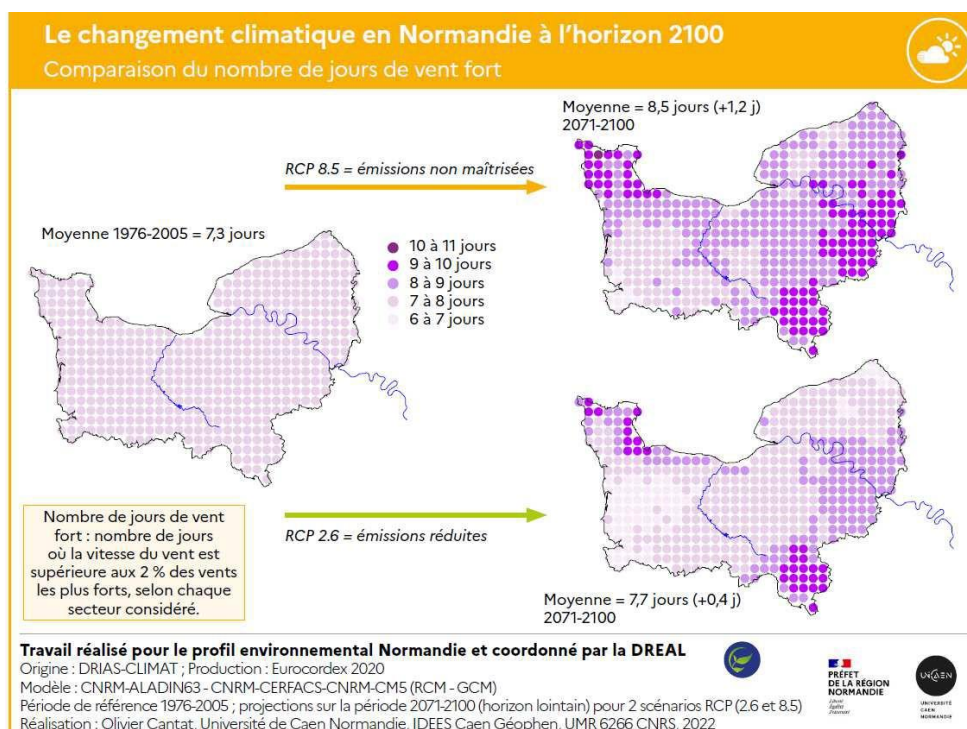 Le changement climatique en Normandie à l'horizon 2100
Comparaison du nombre de jours de vent fort
Moyenne = 8,5 jours (+1,2 j)
2071-2100
RCP 8.5 = émissions non maîtrisées
Moyenne 1976-2005 = 7,3 jours
10 à 11 jours
9 à 10 jours
8 à 9 jours
7 à 8 jours
6 à 7 jours
Nombre de jours de vent
fort : nombre de jours
où la vitesse du vent est
supérieure aux 2 % des vents
les plus forts, selon chaque
secteur considéré.
RCP 2.6 = émissions réduites
Moyenne = 7,7 jours (+0,4 j)
2071-2100
Travail réalisé pour le profil environnemental Normandie et coordonné par la DREAL
Origine : DRIAS-CLIMAT ; Production : Eurocordex 2020
Modèle : CNRM-ALADIN63 - CNRM-CERFACS-CNRM-CM5 (RCM - GCM)
Période de référence 1976-2005 ; projections sur la période 2071-2100 (horizon lointain) pour 2 scénarios RCP (2.6 et 8.5)
Réalisation : Olivier Cantat, Université de Caen Normandie, IDEES Caen Géophen, UMR 6266 CNRS, 2022
PRÉFET
DE LA RÉGION
NORMANDIE
Liberté
Égalité
Fraternité
UNICAEN
UNIVERSITÉ
CAEN
NORMANDIE